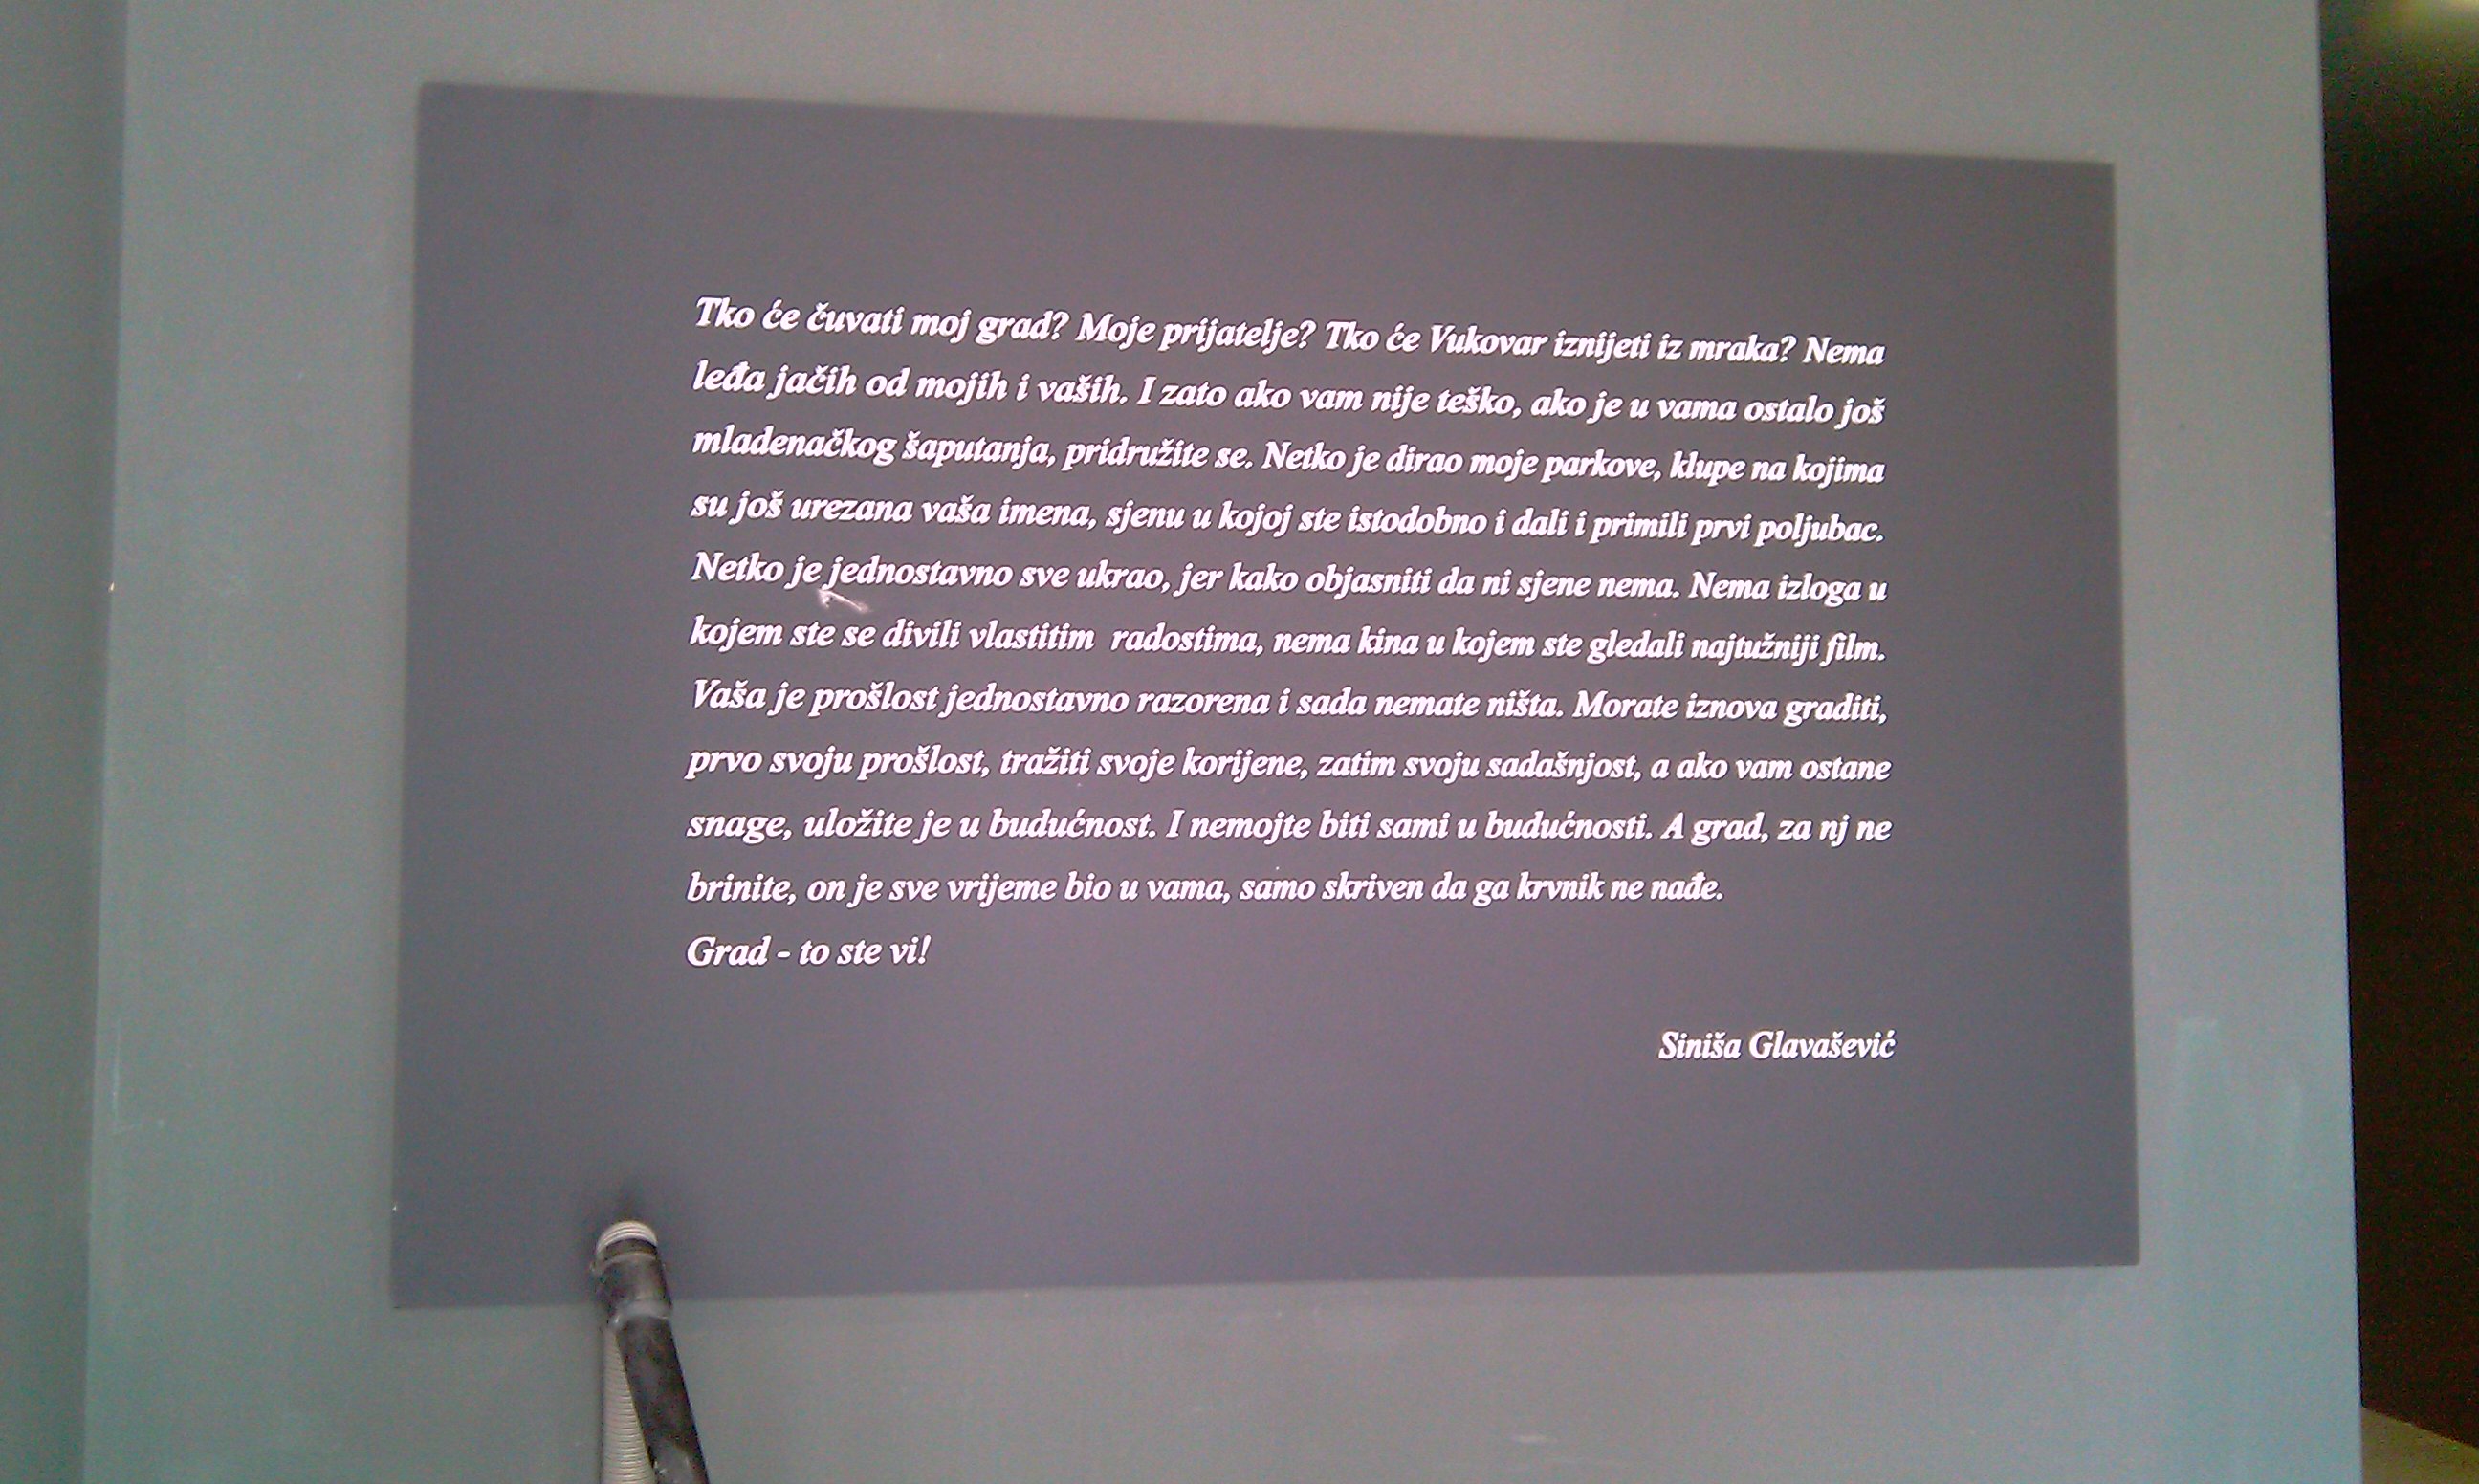 Tko će čuvati moj grad? Moje prijatelje? Tko će Vukovar iznijeti iz mraka? Nema
leđa jačih od mojih i vaših. I zato ako vam nije teško, ako je u vama ostalo još
mladenačkog šaputanja, pridružite se. Netko je dirao moje parkove, klupe na kojima
su još urezana vaša imena, sjenu u kojoj ste istodobno i dali i primili prvi poljubac.
Netko je jednostavno sve ukrao, jer kako objasniti da ni sjene nema. Nema izloga u
kojem ste se divili vlastitim  radostima, nema kina u kojem ste gledali najtužniji film.
Vaša je prošlost jednostavno razorena i sada nemate ništa. Morate iznova graditi,
prvo svoju prošlost, tražiti svoje korijene, zatim svoju sadašnjost, a ako vam ostane
snage, uložite je u budućnost. I nemojte biti sami u budućnosti. A grad, za nj ne
brinite, on je sve vrijeme bio u vama, samo skriven da ga krvnik ne nađe.
Grad - to ste vi!
Siniša Glavašević